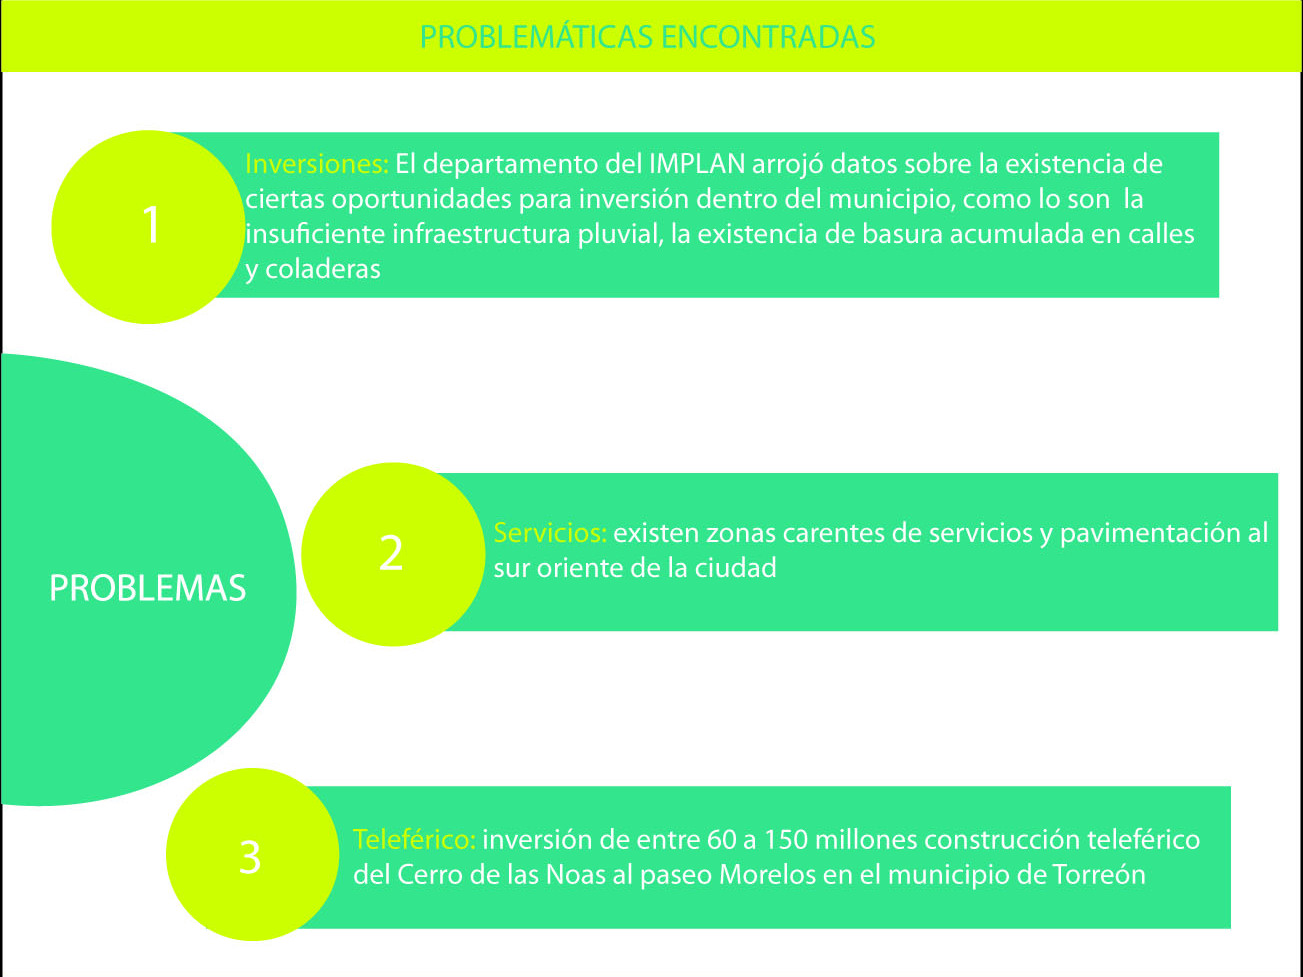 PROBLEMÁTICAS ENCONTRADAS
1
Inversiones: El departamento del IMPLAN arrojó datos sobre la existencia de
ciertas oportunidades para inversión dentro del municipio, como lo son  la
insuficiente infraestructura pluvial, la existencia de basura acumulada en calles
y coladeras
PROBLEMAS
2
Servicios: existen zonas carentes de servicios y pavimentación al
sur oriente de la ciudad
3
Teleférico: inversión de entre 60 a 150 millones construcción teleférico
del Cerro de las Noas al paseo Morelos en el municipio de Torreón